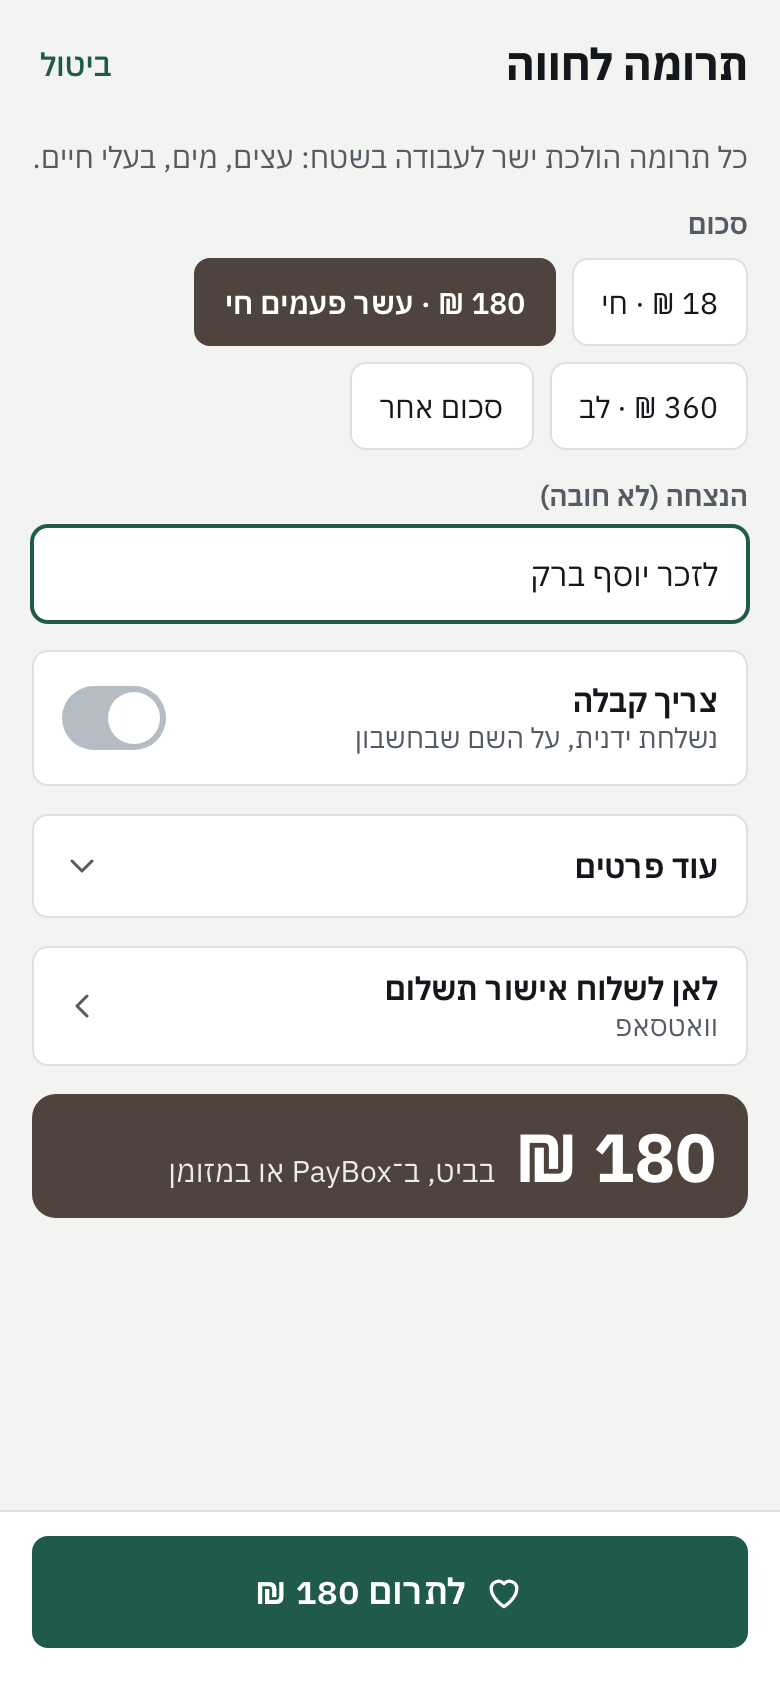 תרומה לחווה
ביטול
כל תרומה הולכת ישר לעבודה בשטח: עצים, מים, בעלי חיים.
סכום
18 ₪ · חי
180 ₪ · עשר פעמים חי
360 ₪ · לב
סכום אחר
הנצחה (לא חובה)
לזכר יוסף ברק
צריך קבלה
נשלחת ידנית, על השם שבחשבון
עוד פרטים
לאן לשלוח אישור תשלום
וואטסאפ
180 ₪ בביט, ב־PayBox או במזומן
לתרום 180 ₪